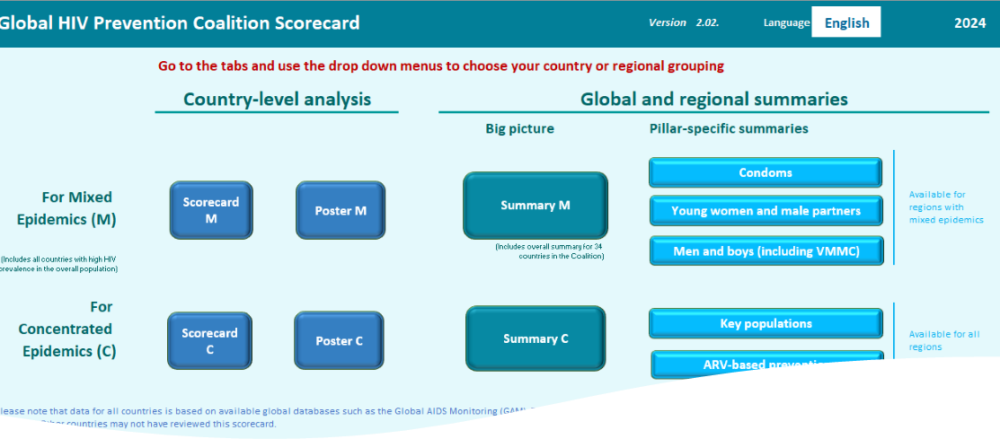 Global HIV Prevention Coalition Scorecard
Version 2.02.
Language
English
2024
Go to the tabs and use the drop down menus to choose your country or regional grouping
Country-level analysis
Global and regional summaries
Big picture
Pillar-specific summaries
For Mixed
Epidemics (M)
(Includes all countries with high HIV
prevalence in the overall population)
Scorecard
M
Poster M
Summary M
(Includes overall summary for 34
countries in the Coalition)
Condoms
Young women and male partners
Men and boys (including VMMC)
Available for
regions with
mixed epidemics
For
Concentrated
Epidemics (C)
Scorecard
C
Poster C
Summary C
Key populations
ARV-based
Available for all
regions
lease note that data for all countries is based on available global databases such as the Global AIDS Monitoring (GAM)
countries may not have reviewed this scorecard.